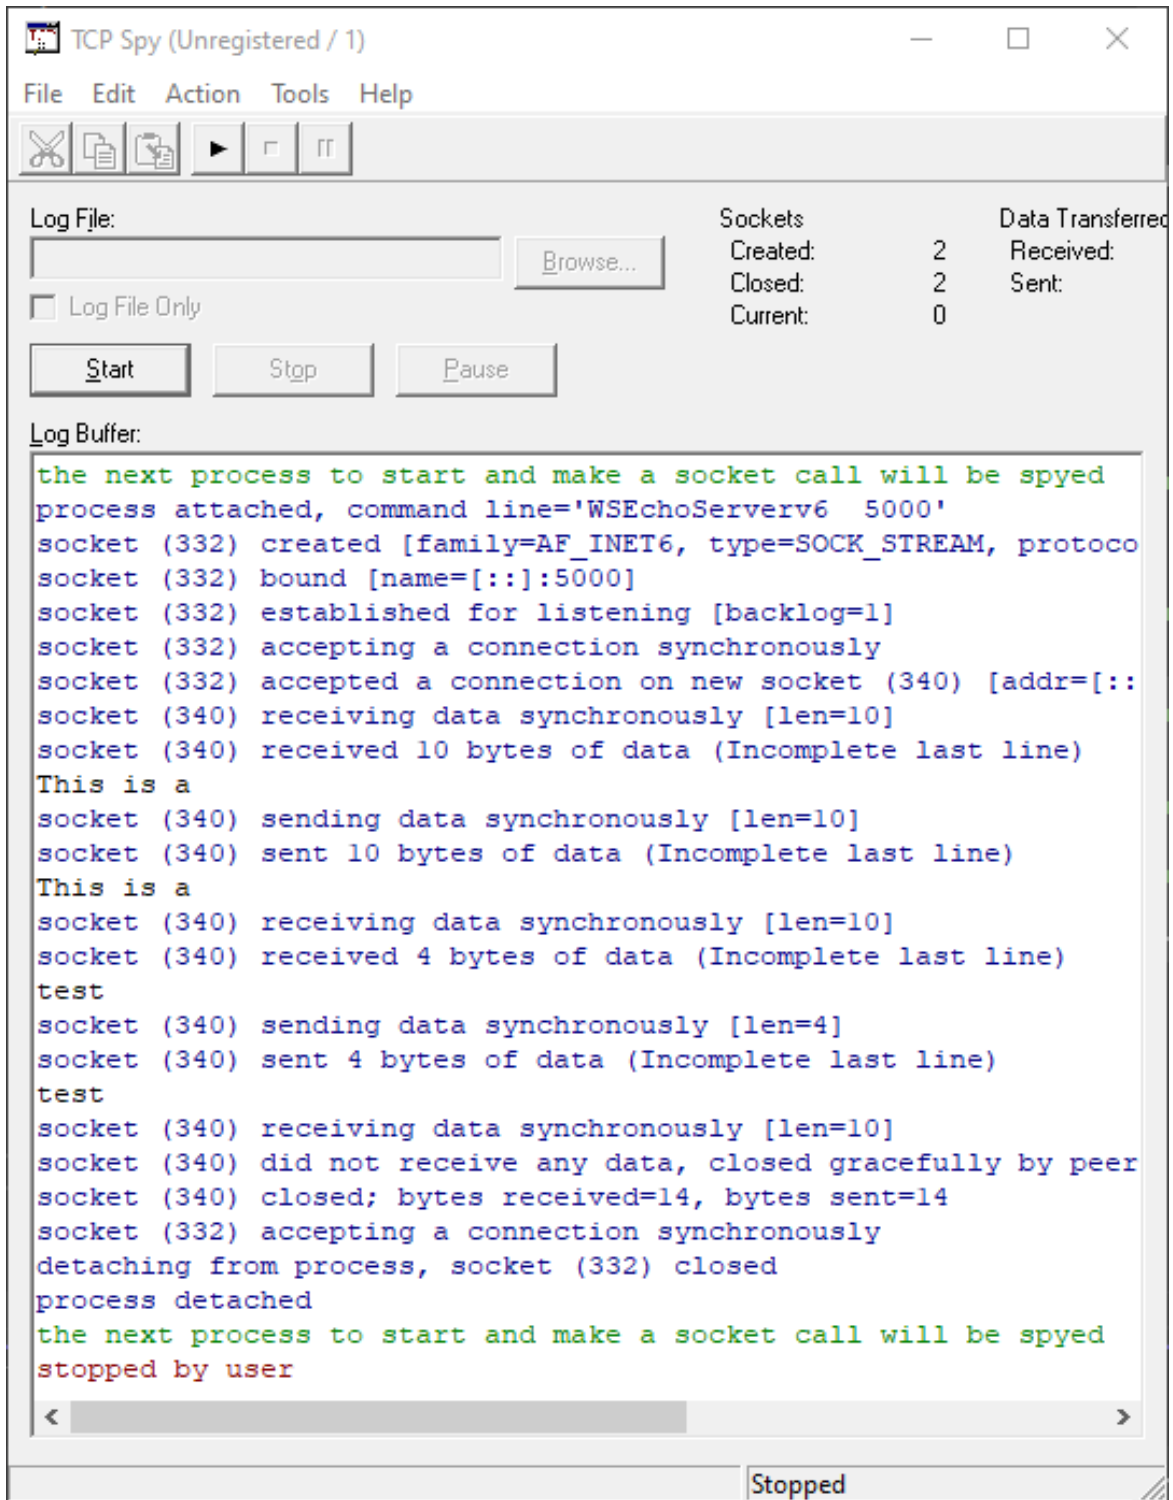 TCP Spy (Unregistered / 1)
File Edit Action Tools Help
Log File:
Browse...
Log File Only
Sockets
Created: 2
Closed: 2
Current: 0
Data Transferred
Received:
Sent:
Start Stop Pause
Log Buffer:
the next process to start and make a socket call will be spyed
process attached, command line='WSEchoServerv6  5000'
socket (332) created [family=AF_INET6, type=SOCK_STREAM, protoco
socket (332) bound [name=[::]:5000]
socket (332) established for listening [backlog=1]
socket (332) accepting a connection synchronously
socket (332) accepted a connection on new socket (340) [addr=[::
socket (340) receiving data synchronously [len=10]
socket (340) received 10 bytes of data (Incomplete last line)
This is a
socket (340) sending data synchronously [len=10]
socket (340) sent 10 bytes of data (Incomplete last line)
This is a
socket (340) receiving data synchronously [len=10]
socket (340) received 4 bytes of data (Incomplete last line)
test
socket (340) sending data synchronously [len=4]
socket (340) sent 4 bytes of data (Incomplete last line)
test
socket (340) receiving data synchronously [len=10]
socket (340) did not receive any data, closed gracefully by peer
socket (340) closed; bytes received=14, bytes sent=14
socket (332) accepting a connection synchronously
detaching from process, socket (332) closed
process detached
the next process to start and make a socket call will be spyed
stopped by user
Stopped